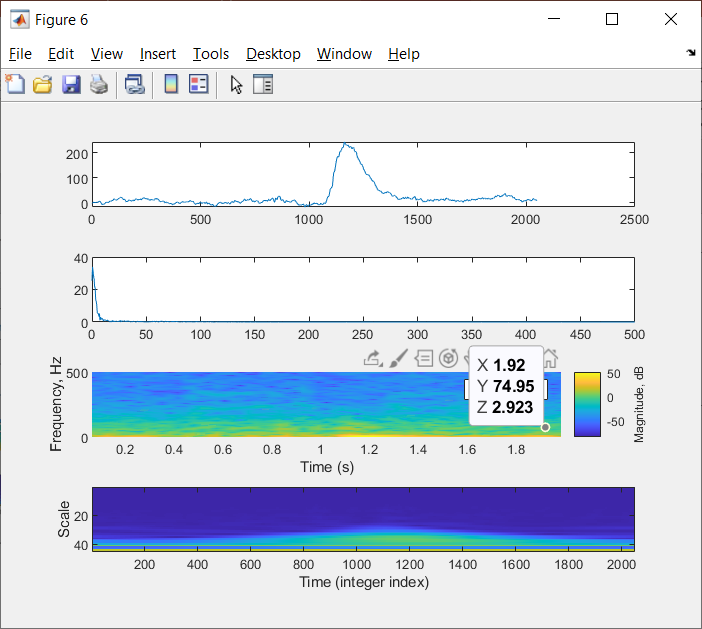 Figure 6
File Edit View Insert Tools Desktop Window Help
200
100
0
0 500 1000 1500 2000 2500
40
20
0
0 50 100 150 200 250 300 350 400 450 500
X 1.92
Y 74.95
Z 2.923
Frequency, Hz
500
0
0.2 0.4 0.6 0.8 1 1.2 1.4 1.6 1.8
Time (s)
50
0
-50
Magnitude, dB
Scale
20
40
200 400 600 800 1000 1200 1400 1600 1800 2000
Time (integer index)